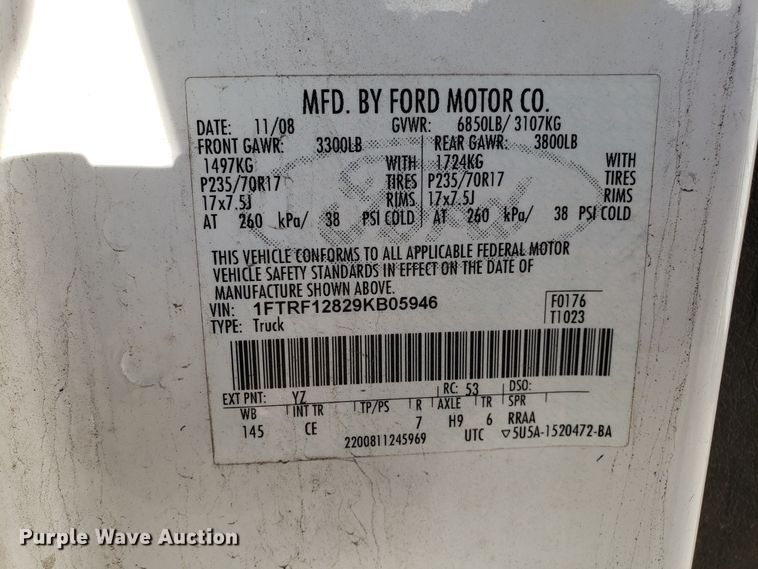 MFD. BY FORD MOTOR CO.
DATE: 11/08 GVWR: 6850LB/ 3107KG
FRONT GAWR: 3300LB REAR GAWR: 3800LB
1497KG WITH 1724KG WITH
P235/70R17 TIRES P235/70R17 TIRES
17x7.5J RIMS 17x7.5J RIMS
AT 260 kPa/ 38 PSI COLD AT 260 kPa/ 38 PSI COLD
THIS VEHICLE CONFORMS TO ALL APPLICABLE FEDERAL MOTOR
VEHICLE SAFETY STANDARDS IN EFFECT ON THE DATE OF
MANUFACTURE SHOWN ABOVE.
VIN: 1FTRF12829KB05946 F0176
TYPE: Truck T1023
EXT PNT: YZ - RC: 53 DSO:
WB INT TR TP/PS R AXLE TR SPR
145 CE 7 H9 6 RRAA
2200811245969 UTC ▽5U5A-1520472-BA
Purple Wave Auction